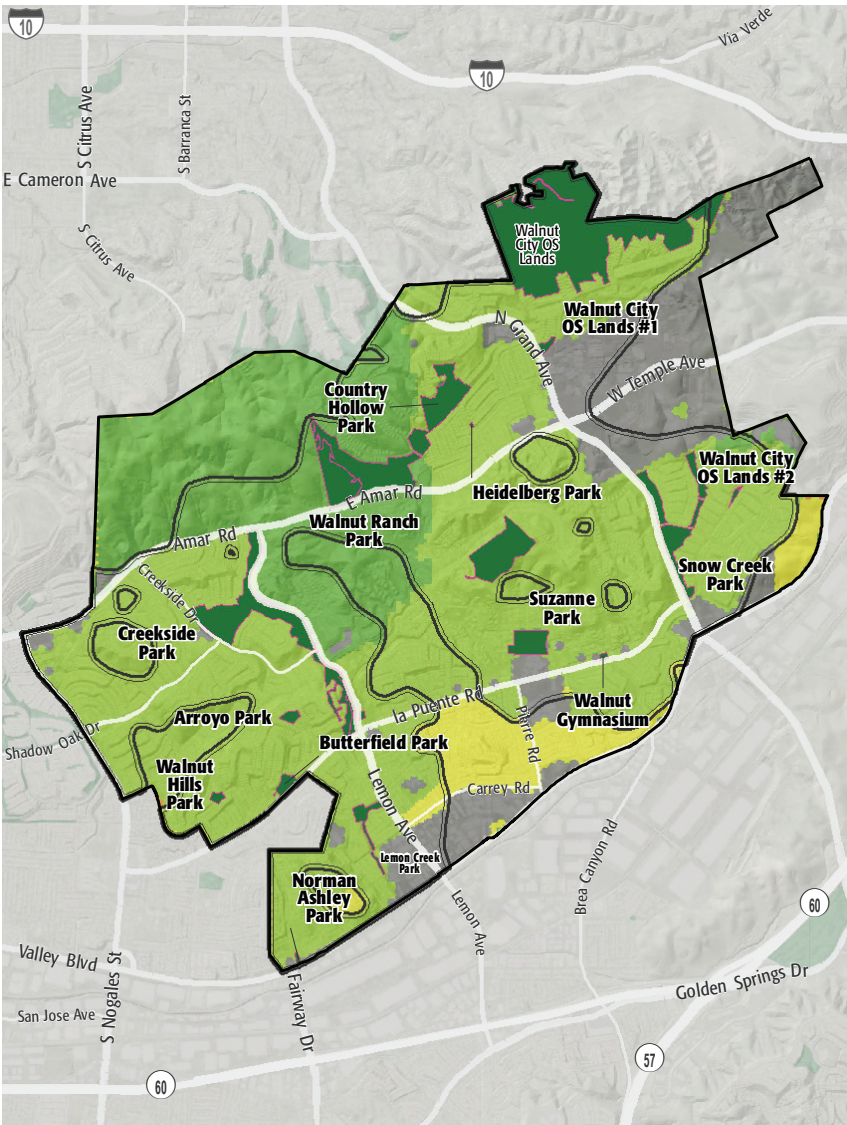 10
Via Verde
10
S Citrus Ave
S Barranca St
E Cameron Ave
S Citrus Ave
Walnut
City OS
Lands
N Grand Ave
Walnut City
OS Lands #1
W Temple Ave
Country
Hollow
Park
Walnut City
OS Lands #2
E Amar Rd
Heidelberg Park
Walnut Ranch
Park
Amar Rd
Snow Creek
Park
Creekside Dr
Suzanne
Park
Creekside
Park
la Puente Rd
Walnut
Gymnasium
Arroyo Park
Pierre Rd
Shadow Oak Dr
Butterfield Park
Walnut
Hills
Park
Carrey Rd
Lemon Ave
Lemon Creek
Park
Norman
Ashley
Park
Brea Canyon Rd
Lemon Ave
60
Valley Blvd
S Nogales St
Fairway Dr
Golden Springs Dr
San Jose Ave
57
60